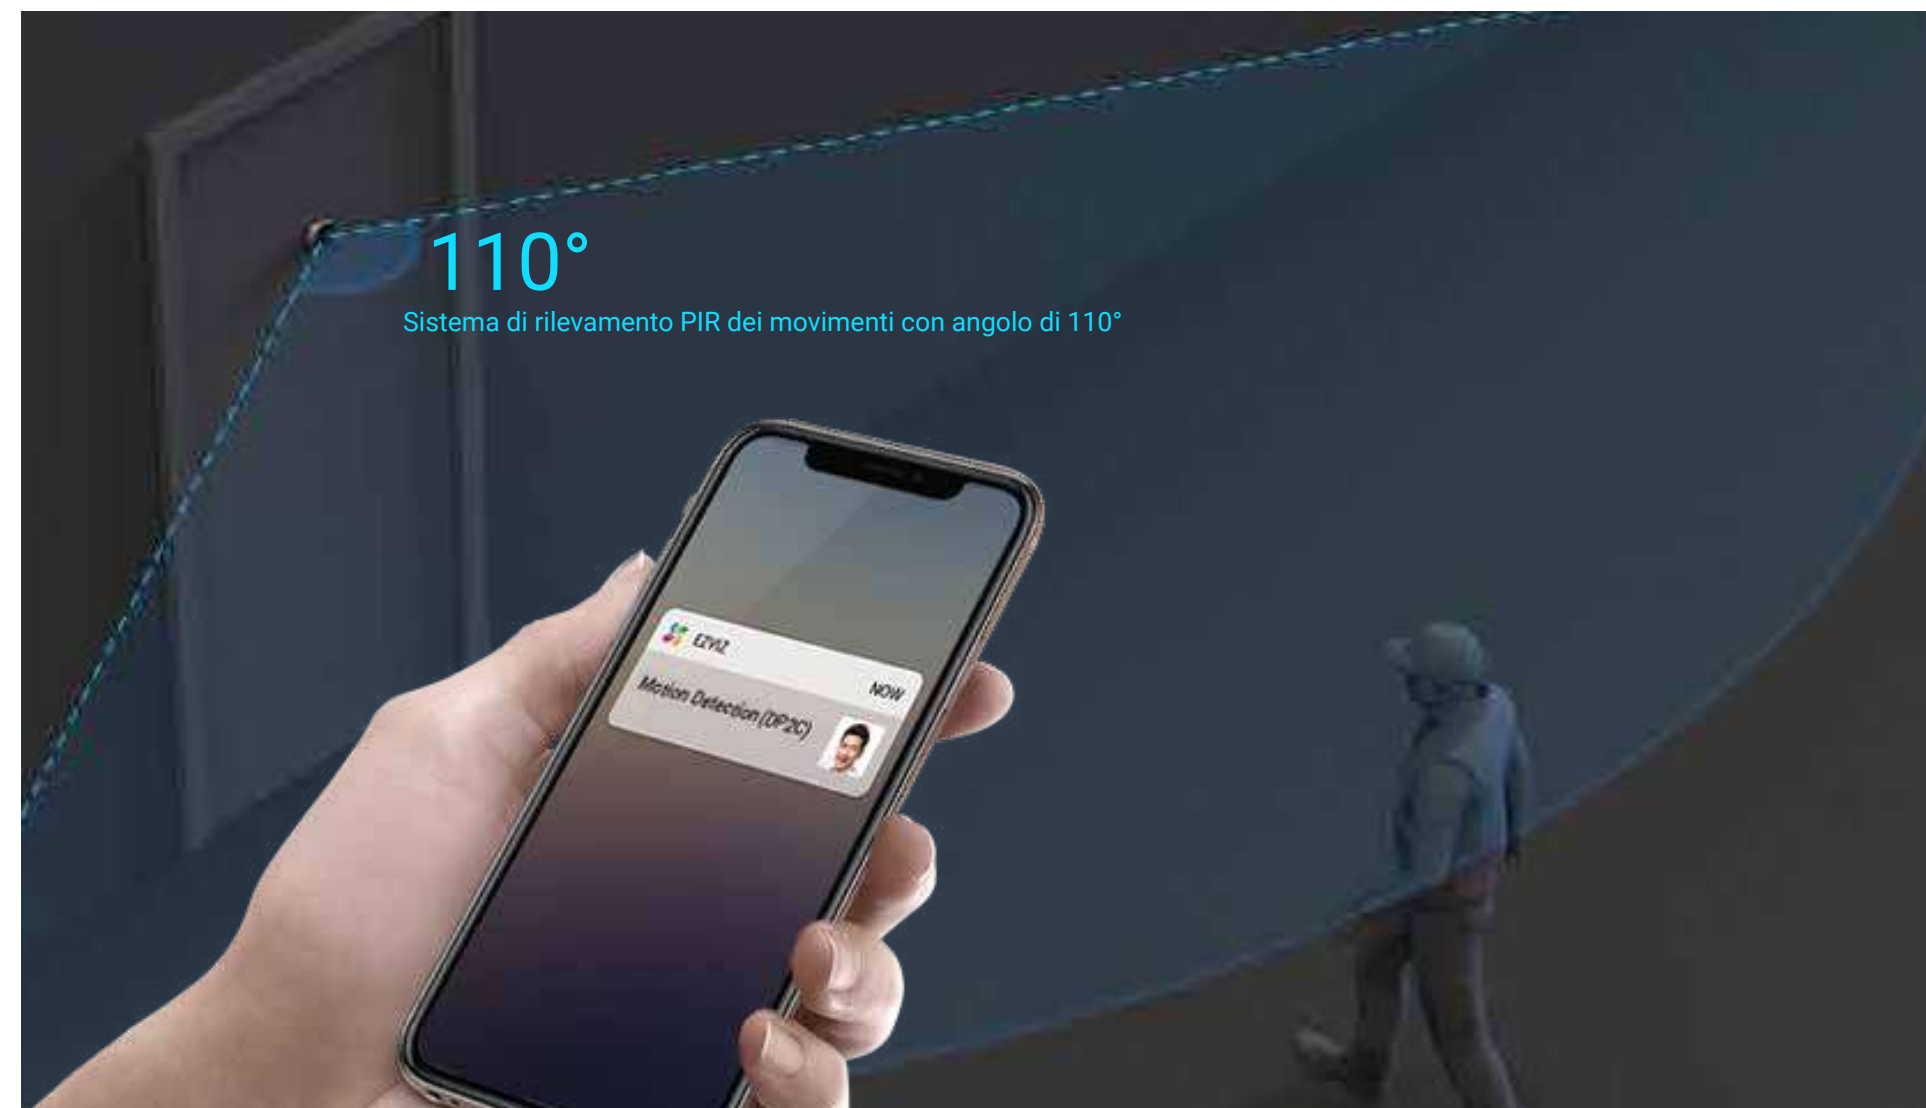 110°
Sistema di rilevamento PIR dei movimenti con angolo di 110°
EZVIZ
NOW
Motion Detection (DP2C)